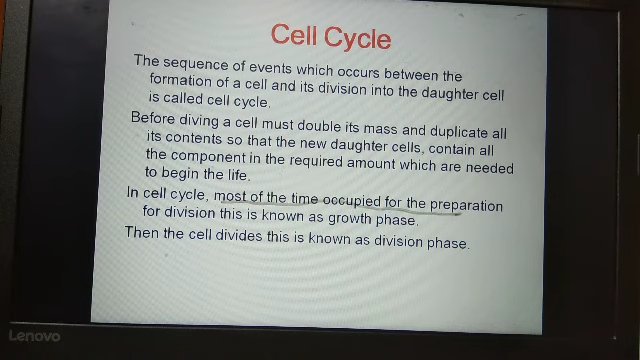 Cell Cycle
The sequence of events which occurs between the
formation of a cell and its division into the daughter cell
is called cell cycle.
Before diving a cell must double its mass and duplicate all
its contents so that the new daughter cells, contain all
the component in the required amount which are needed
to begin the life.
In cell cycle, most of the time occupied for the preparation
for division this is known as growth phase.
Then the cell divides this is known as division phase.
Lenovo